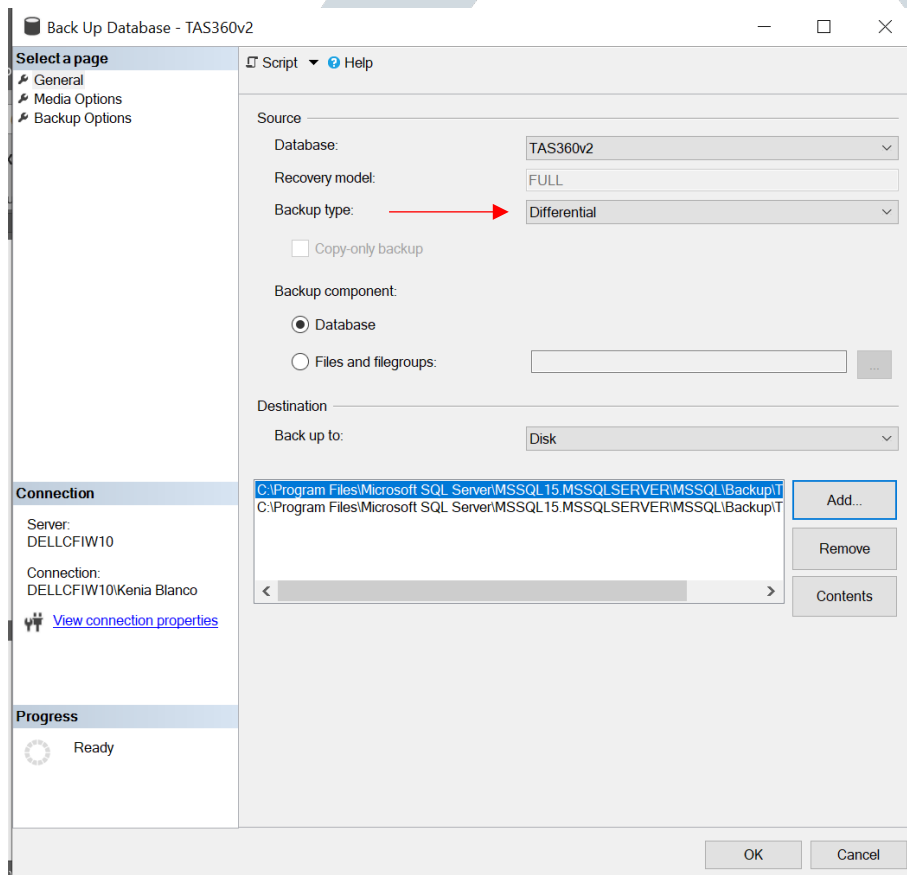 Back Up Database - TAS360v2
Select a page
General
Media Options
Backup Options
Script
Help
Source
Database:
TAS360v2
Recovery model:
FULL
Backup type:
Differential
Copy-only backup
Backup component:
Database
Files and filegroups:
...
Destination
Back up to:
Disk
C:\Program Files\Microsoft SQL Server\MSSQL15.MSSQLSERVER\MSSQL\Backup\T
C:\Program Files\Microsoft SQL Server\MSSQL15.MSSQLSERVER\MSSQL\Backup\T
Add...
Remove
Contents
Connection
Server:
DELLCFIW10
Connection:
DELLCFIW10\Kenia Blanco
View connection properties
Progress
Ready
OK
Cancel